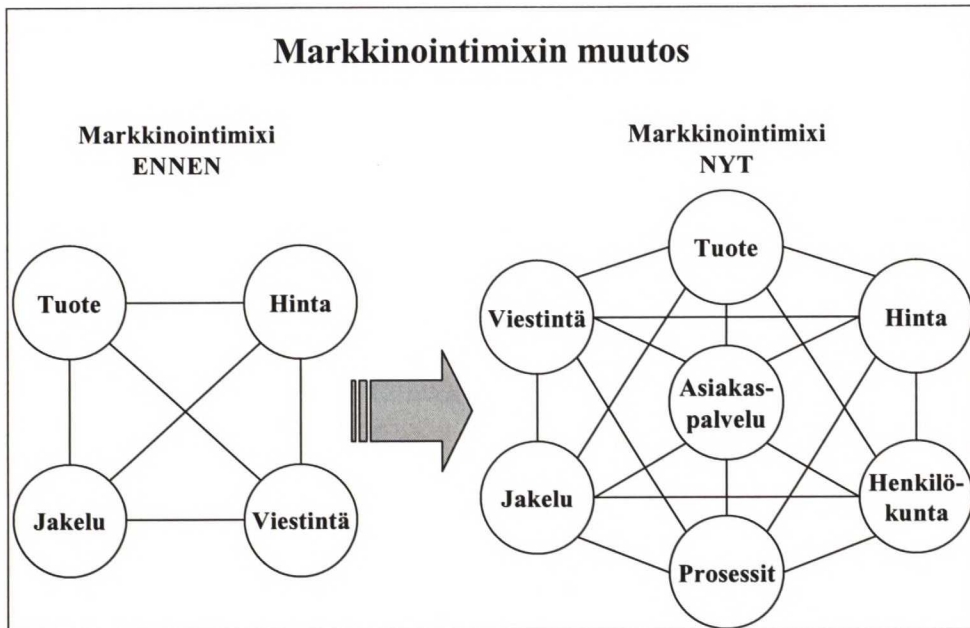 Markkinointimixin muutos
Markkinointimixi
ENNEN
Tuote
Hinta
Jakelu
Viestintä
Markkinointimixi
NYT
Tuote
Viestintä
Hinta
Asiakas-
palvelu
Jakelu
Henkilö-
kunta
Prosessit